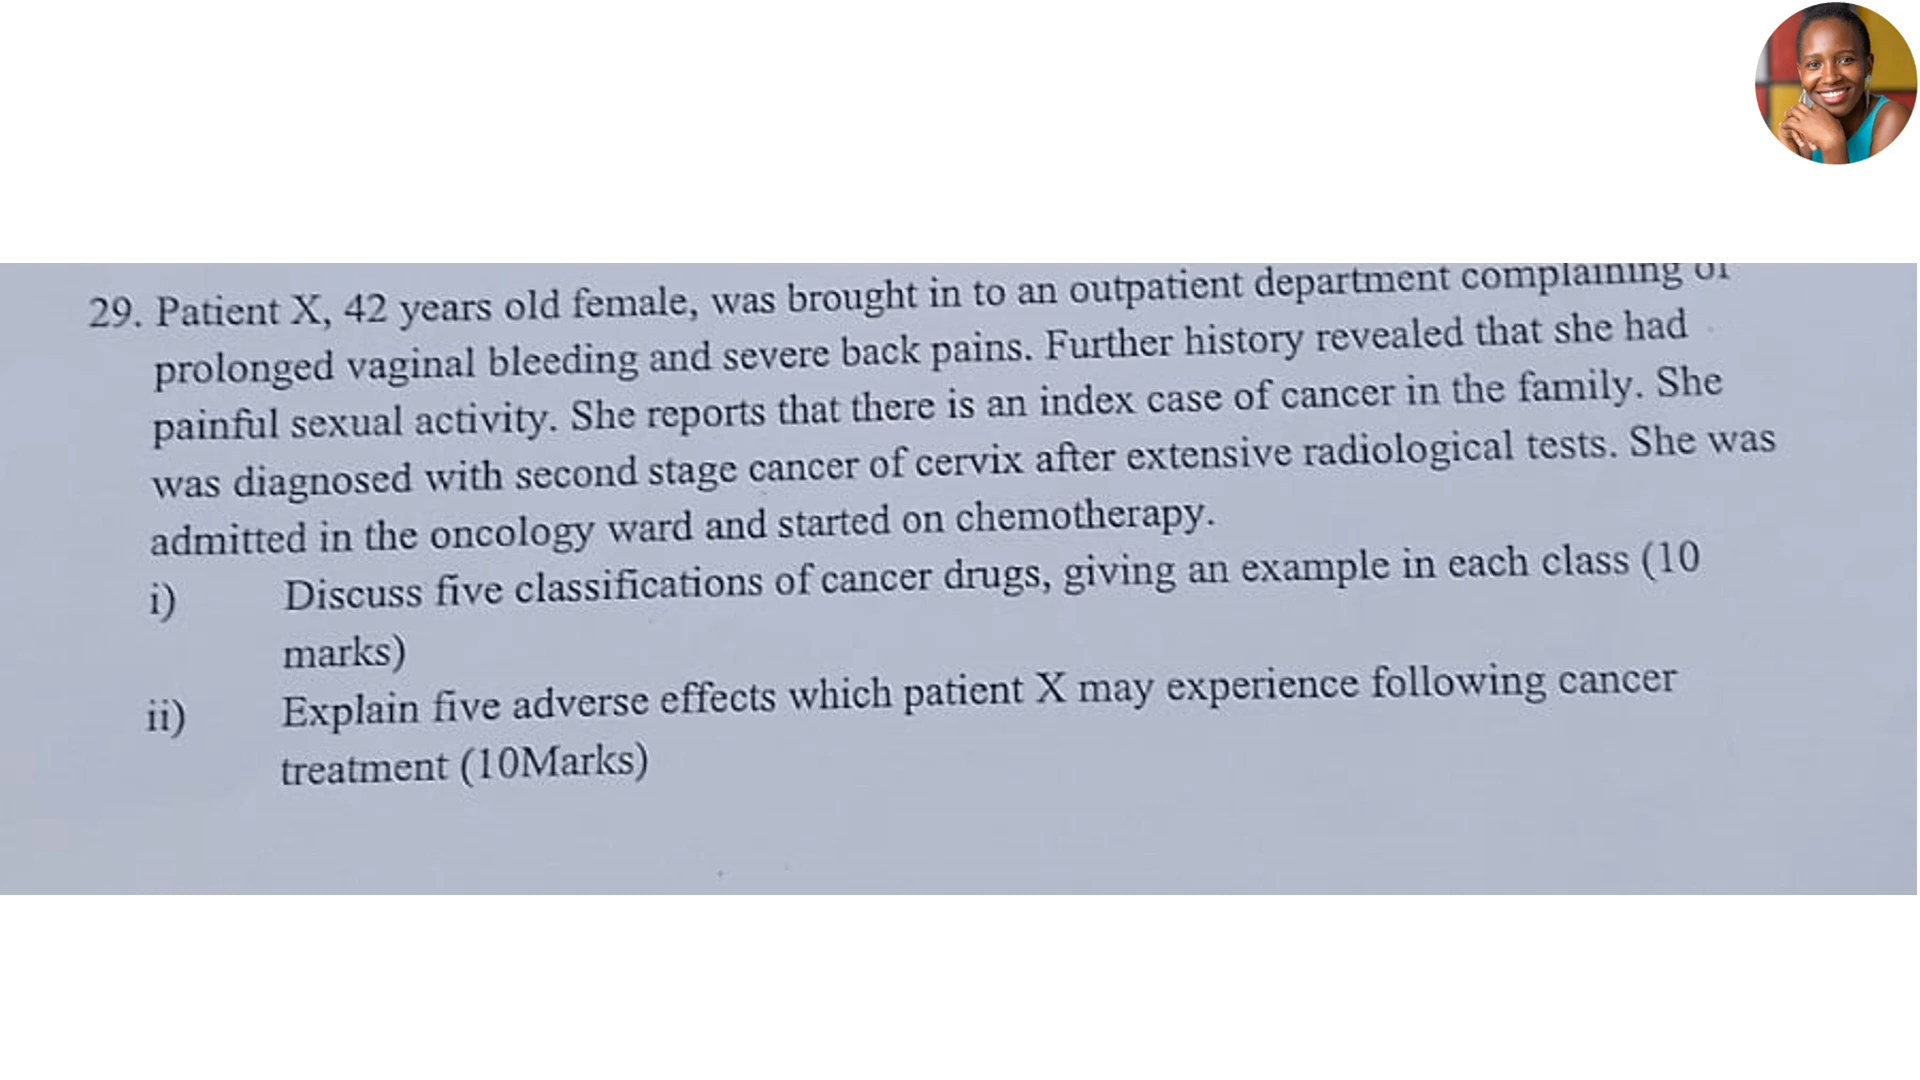 29. Patient X, 42 years old female, was brought in to an outpatient department complaining of
prolonged vaginal bleeding and severe back pains. Further history revealed that she had
painful sexual activity. She reports that there is an index case of cancer in the family. She
was diagnosed with second stage cancer of cervix after extensive radiological tests. She was
admitted in the oncology ward and started on chemotherapy.
i) Discuss five classifications of cancer drugs, giving an example in each class (10
marks)
ii) Explain five adverse effects which patient X may experience following cancer
treatment (10Marks)